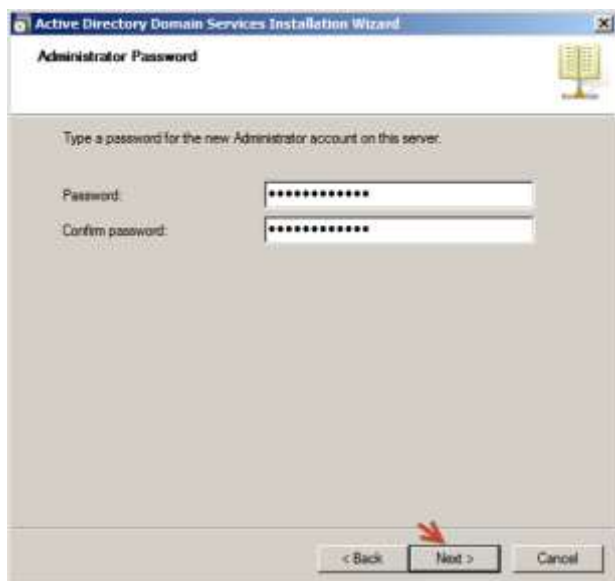 Active Directory Domain Services Installation Wizard
Administrator Password
Type a password for the new Administrator account on this server.
Password: ••••••••••••
Confirm password: ••••••••••••
< Back Next > Cancel